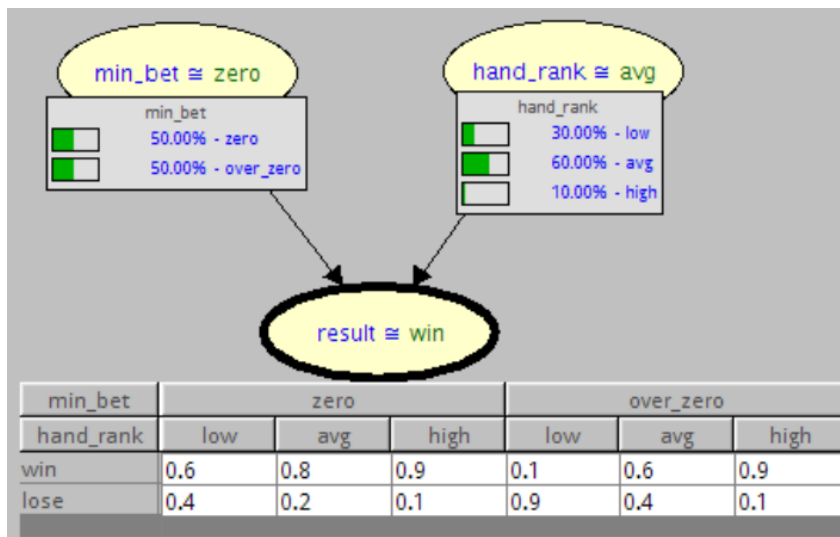 min_bet ≅ zero
hand_rank ≅ avg
min_bet
50.00% - zero
50.00% - over_zero
hand_rank
30.00% - low
60.00% - avg
10.00% - high
result ≅ win
min_bet zero over_zero
hand_rank low avg high low avg high
win 0.6 0.8 0.9 0.1 0.6 0.9
lose 0.4 0.2 0.1 0.9 0.4 0.1